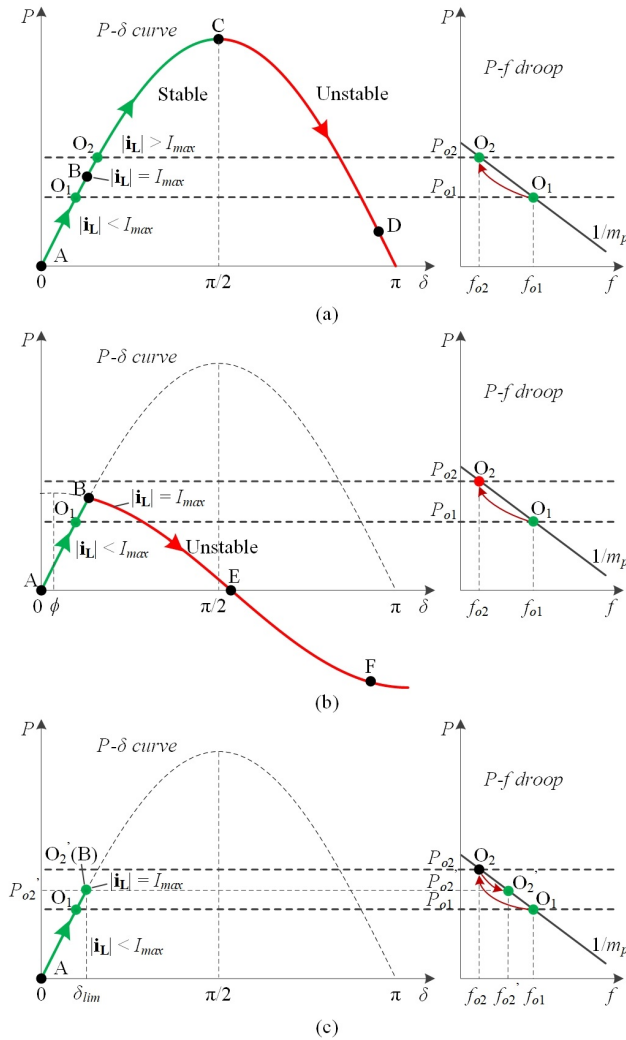 P
P-δ curve
C
P
P-f droop
Stable
Unstable
O2
|iL| > Imax
Po2
O2
B
|iL| = Imax
O1
Po1
O1
|iL| < Imax
D
1/mp
A
0
π/2
π
δ
fo2
fo1
f
(a)
P
P-δ curve
P
P-f droop
B
Po2
O2
|iL| = Imax
O1
Po1
O1
|iL| < Imax
Unstable
1/mp
A
E
0
ϕ
π/2
π
δ
fo2
fo1
f
F
(b)
P
P-δ curve
P
P-f droop
O2'(B)
Po2
O2
Po2'
|iL| = Imax
Po2'
O2'
O1
Po1
O1
|iL| < Imax
1/mp
A
0
δlim
π/2
π
δ
fo2
fo2'
fo1
f
(c)